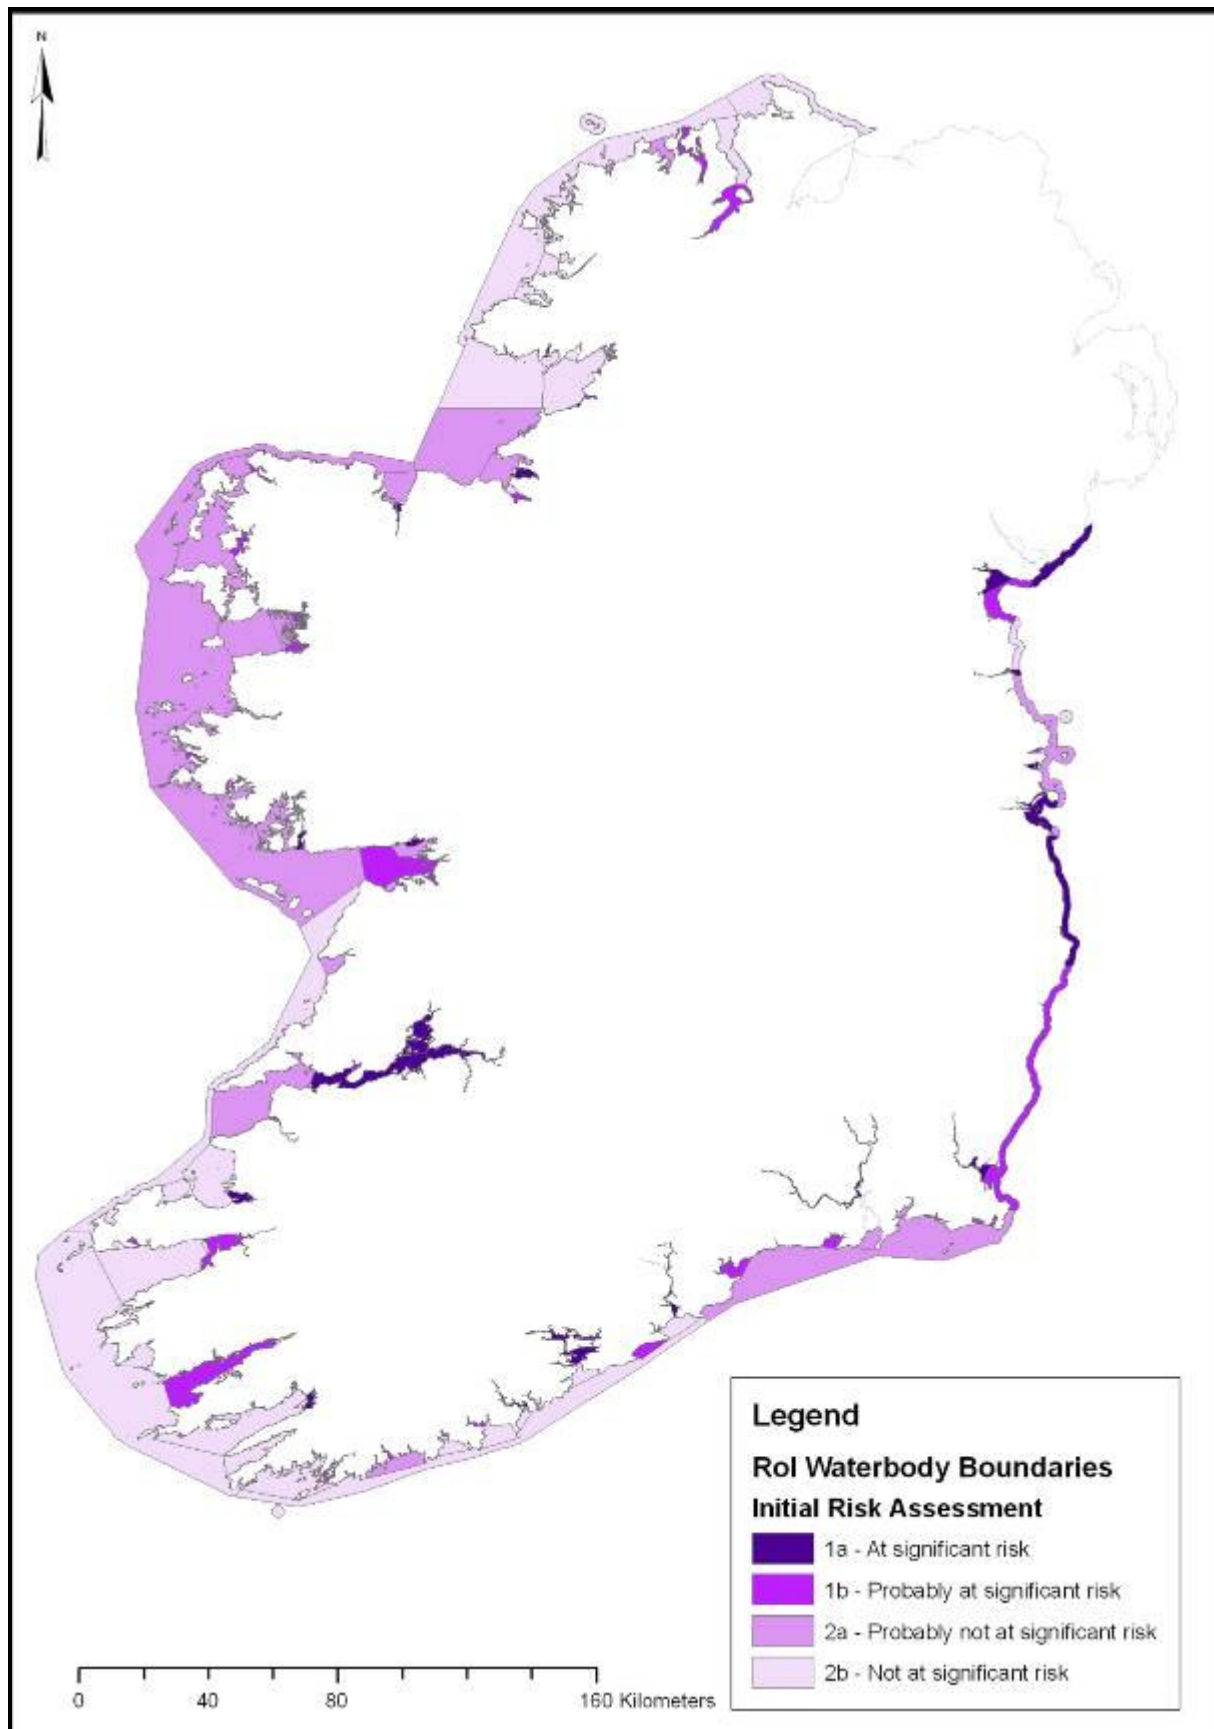 N
Legend
RoI Waterbody Boundaries
Initial Risk Assessment
1a - At significant risk
1b - Probably at significant risk
2a - Probably not at significant risk
2b - Not at significant risk
0 40 80 160 Kilometers